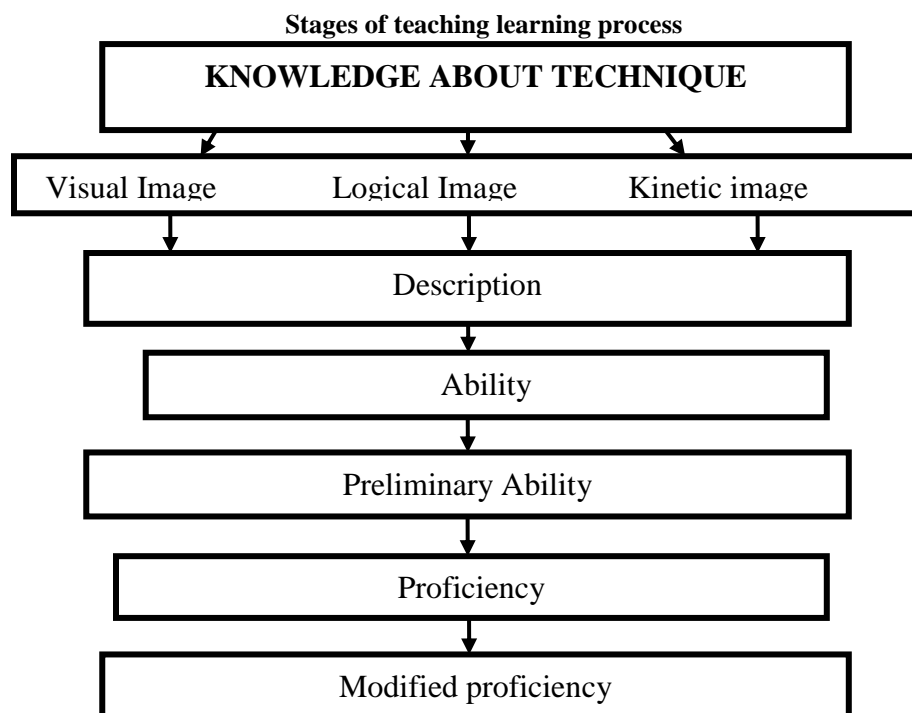 Stages of teaching learning process
KNOWLEDGE ABOUT TECHNIQUE
Visual Image Logical Image Kinetic image
Description
Ability
Preliminary Ability
Proficiency
Modified proficiency